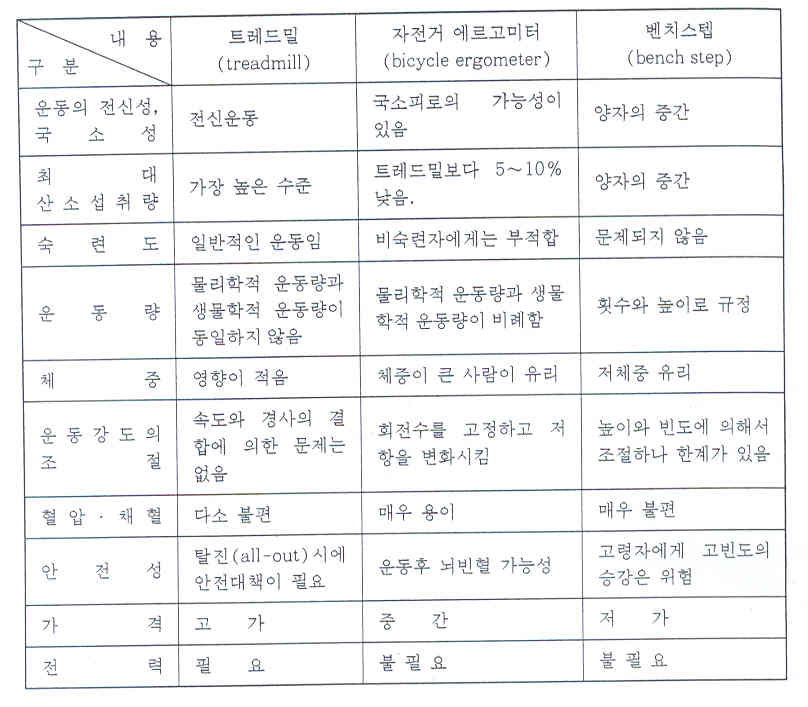 내 용
구 분
트레드밀
(treadmill)
자전거 에르고미터
(bicycle ergometer)
벤치스텝
(bench step)
운동의 전신성,
국 소 성
전신운동
국소피로의 가능성이
있음
양자의 중간
최 대
산소섭취량
가장 높은 수준
트레드밀보다 5~10%
낮음.
양자의 중간
숙 련 도
일반적인 운동임
비숙련자에게는 부적합
문제되지 않음
운 동 량
물리학적 운동량과
생물학적 운동량이
동일하지 않음
물리학적 운동량과 생물
학적 운동량이 비례함
횟수와 높이로 규정
체 중
영향이 적음
체중이 큰 사람이 유리
저체중 유리
운동강도의
조 절
속도와 경사의 결
합에 의한 문제는
없음
회전수를 고정하고 저
항을 변화시킴
높이와 빈도에 의해서
조절하나 한계가 있음
혈압 · 채혈
다소 불편
매우 용이
매우 불편
안 전 성
탈진(all-out)시에
안전대책이 필요
운동후 뇌빈혈 가능성
고령자에게 고빈도의
승강은 위험
가 격
고 가
중 간
저 가
전 력
필 요
불 필 요
불 필 요